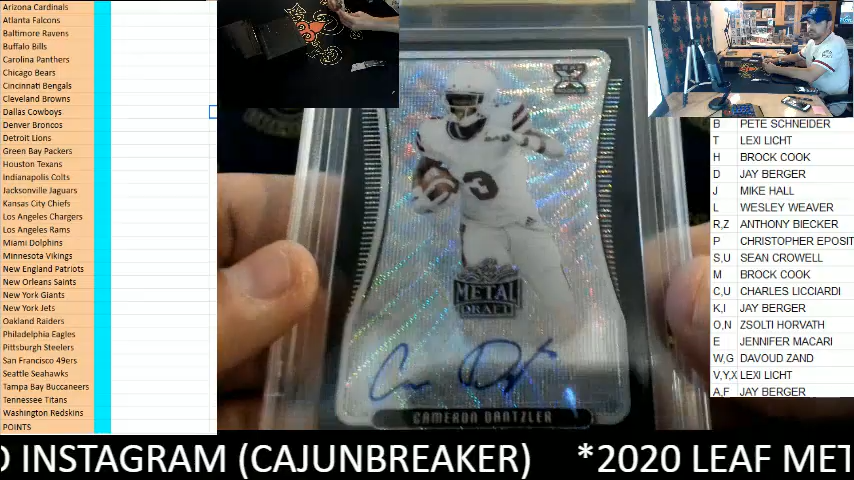 Arizona Cardinals
Atlanta Falcons
Baltimore Ravens
Buffalo Bills
Carolina Panthers
Chicago Bears
Cincinnati Bengals
Cleveland Browns
Dallas Cowboys
Denver Broncos
Detroit Lions
Green Bay Packers
Houston Texans
Indianapolis Colts
Jacksonville Jaguars
Kansas City Chiefs
Los Angeles Chargers
Los Angeles Rams
Miami Dolphins
Minnesota Vikings
New England Patriots
New Orleans Saints
New York Giants
New York Jets
Oakland Raiders
Philadelphia Eagles
Pittsburgh Steelers
San Francisco 49ers
Seattle Seahawks
Tampa Bay Buccaneers
Tennessee Titans
Washington Redskins
POINTS
X
3
METAL
DRAFT
CAMERON DANTZLER
B PETE SCHNEIDER
T LEXI LICHT
H BROCK COOK
D JAY BERGER
J MIKE HALL
L WESLEY WEAVER
R,Z ANTHONY BIECKER
P CHRISTOPHER EPOSIT
S,U SEAN CROWELL
M BROCK COOK
C,U CHARLES LICCIARDI
K,I JAY BERGER
O,N ZSOLTI HORVATH
E JENNIFER MACARI
W,G DAVOUD ZAND
V,Y,X LEXI LICHT
A,F JAY BERGER
D INSTAGRAM (CAJUNBREAKER) *2020 LEAF MET